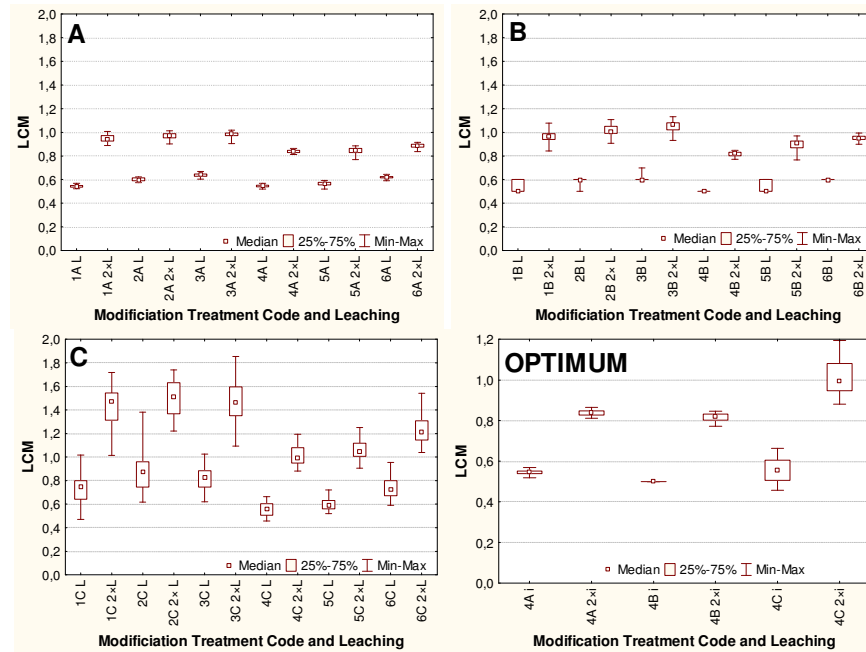 A
2,0
1,8
1,6
1,4
1,2
1,0
0,8
0,6
0,4
0,2
0,0
LCM
Median 25%-75% Min-Max
1A L
1A 2×L
2A L
2A 2× L
3A L
3A 2×L
4A L
4A 2×L
5A L
5A 2×L
6A L
6A 2×L
Modificiation Treatment Code and Leaching
B
2,0
1,8
1,6
1,4
1,2
1,0
0,8
0,6
0,4
0,2
0,0
LCM
Median 25%-75% Min-Max
1B L
1B 2×L
2B L
2B 2× L
3B L
3B 2×L
4B L
4B 2×L
5B L
5B 2×L
6B L
6B 2×L
Modificiation Treatment Code and Leaching
C
2,0
1,8
1,6
1,4
1,2
1,0
0,8
0,6
0,4
0,2
0,0
LCM
Median 25%-75% Min-Max
1C L
1C 2×L
2C L
2C 2× L
3C L
3C 2×L
4C L
4C 2×L
5C L
5C 2×L
6C L
6C 2×L
Modificiation Treatment Code and Leaching
OPTIMUM
1,2
1,0
0,8
0,6
0,4
0,2
0,0
LCM
Median 25%-75% Min-Max
4A i
4A 2×i
4B i
4B 2×i
4C i
4C 2×i
Modificiation Treatment Code and Leaching